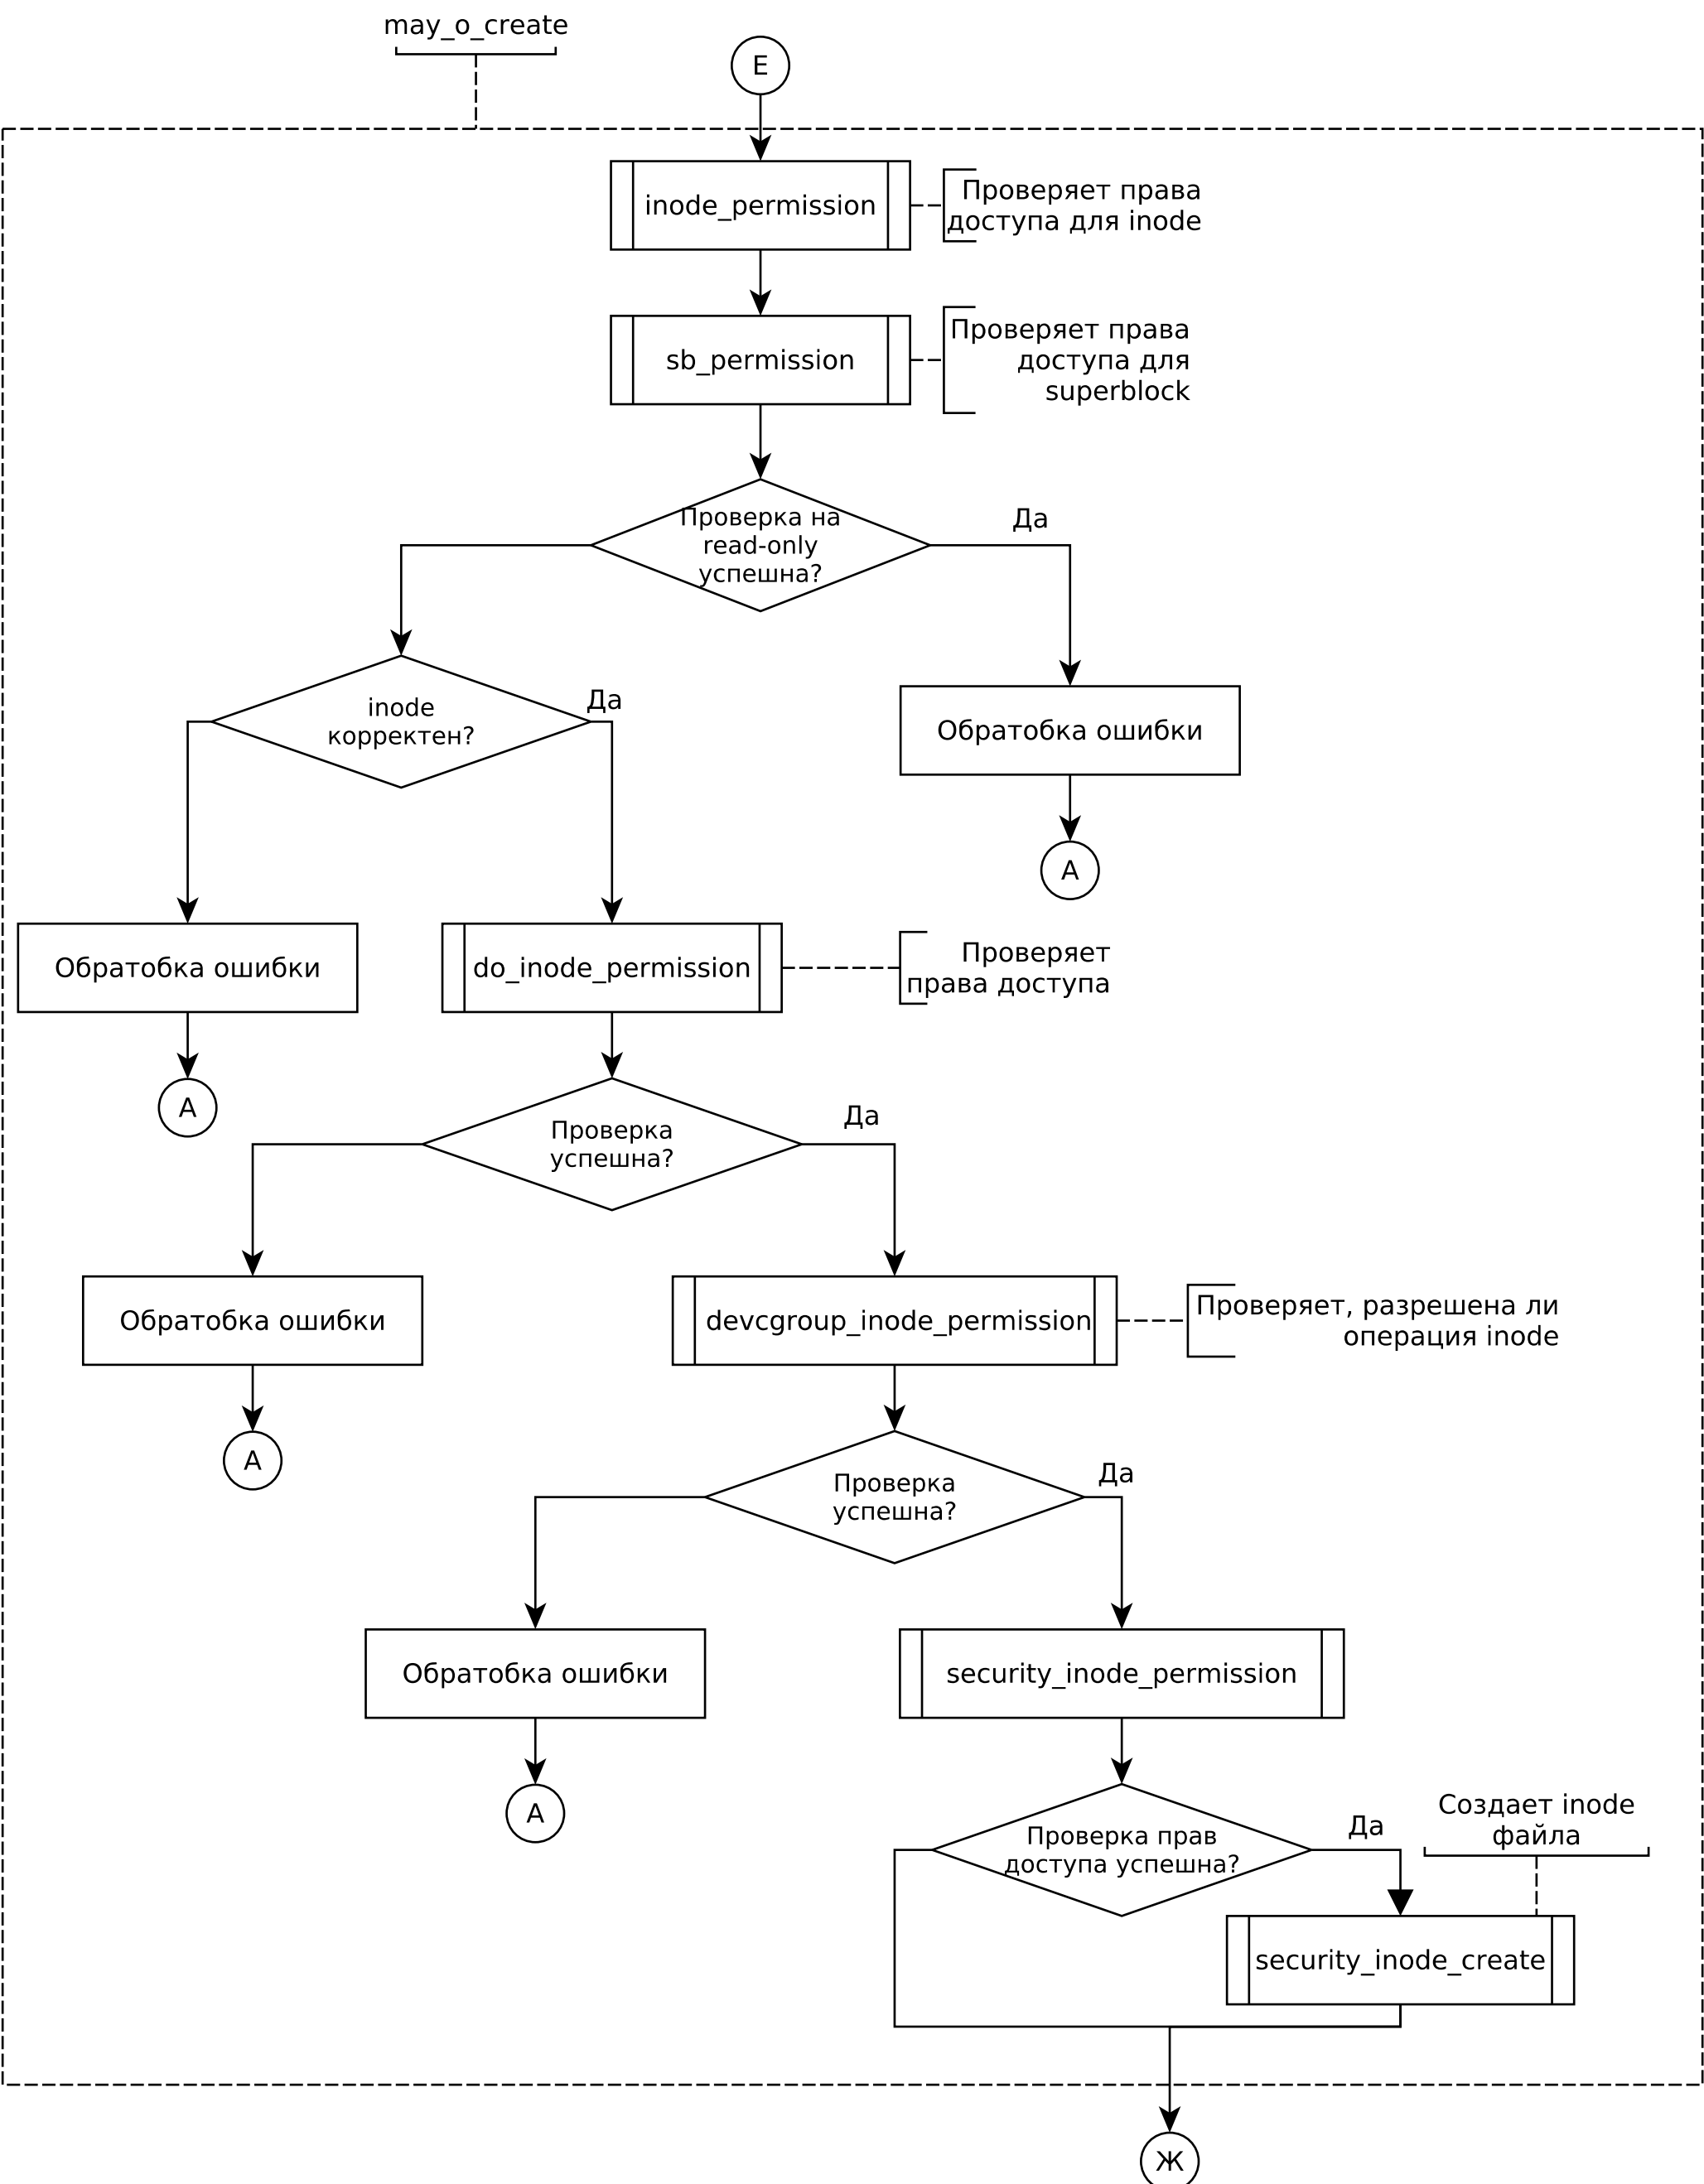 may_o_create
Е
inode_permission
Проверяет права
доступа для inode
sb_permission
Проверяет права
доступа для
superblock
Проверка на
read-only
успешна?
Да
inode
корректен?
Да
Обратобка ошибки
А
Обратобка ошибки
do_inode_permission
Проверяет
права доступа
А
Проверка
успешна?
Да
Обратобка ошибки
devcgroup_inode_permission
Проверяет, разрешена ли
операция inode
А
Проверка
успешна?
Да
Обратобка ошибки
security_inode_permission
А
Проверка прав
доступа успешна?
Да
Создает inode
файла
security_inode_create
Ж